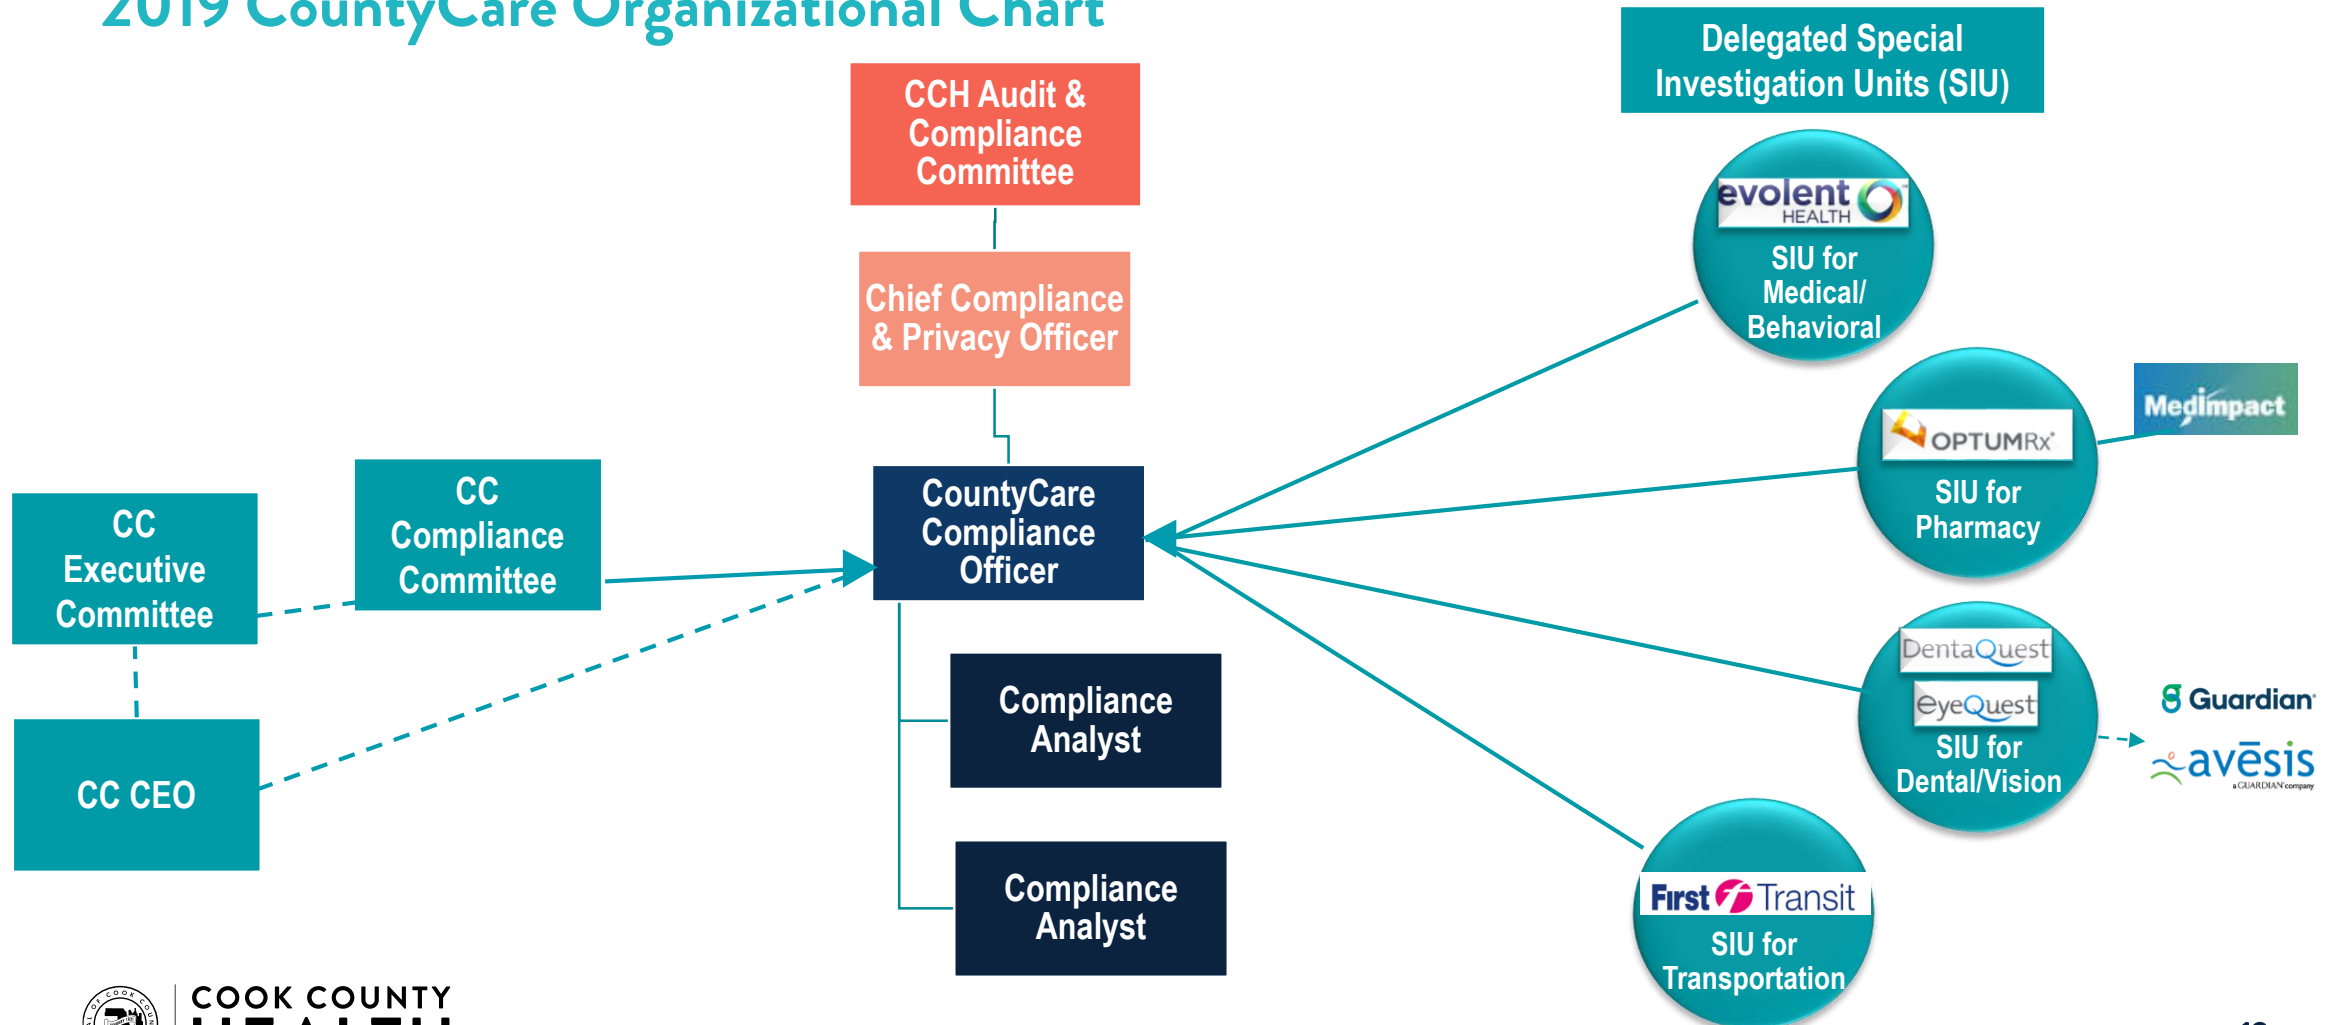 2019 CountyCare Organizational Chart
Delegated Special
Investigation Units (SIU)
CCH Audit &
Compliance
Committee
Chief Compliance
& Privacy Officer
CountyCare
Compliance
Officer
Compliance
Analyst
Compliance
Analyst
CC
Compliance
Committee
CC
Executive
Committee
CC CEO
evolent
HEALTH
SIU for
Medical/
Behavioral
OPTUMRx
SIU for
Pharmacy
MedImpact
DentaQuest
eyeQuest
SIU for
Dental/Vision
Guardian
avēsis
a GUARDIAN company
First Transit
SIU for
Transportation
COOK COUNTY
HEALTH